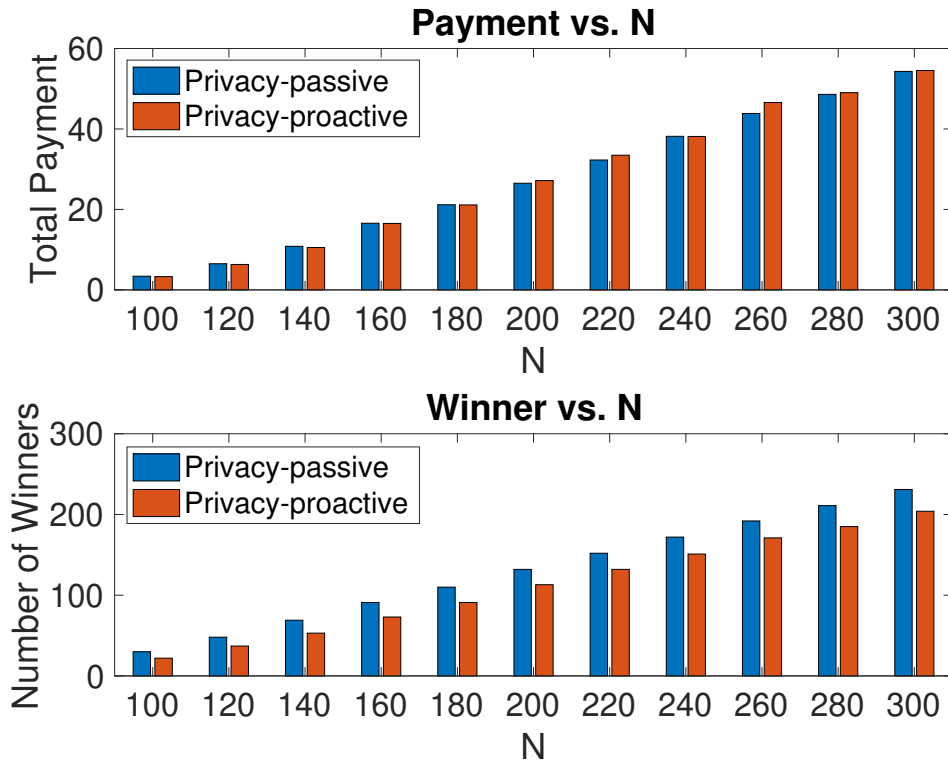 Payment vs. N
60
40
20
0
Total Payment
Privacy-passive
Privacy-proactive
100 120 140 160 180 200 220 240 260 280 300
N
Winner vs. N
300
200
100
0
Number of Winners
Privacy-passive
Privacy-proactive
100 120 140 160 180 200 220 240 260 280 300
N